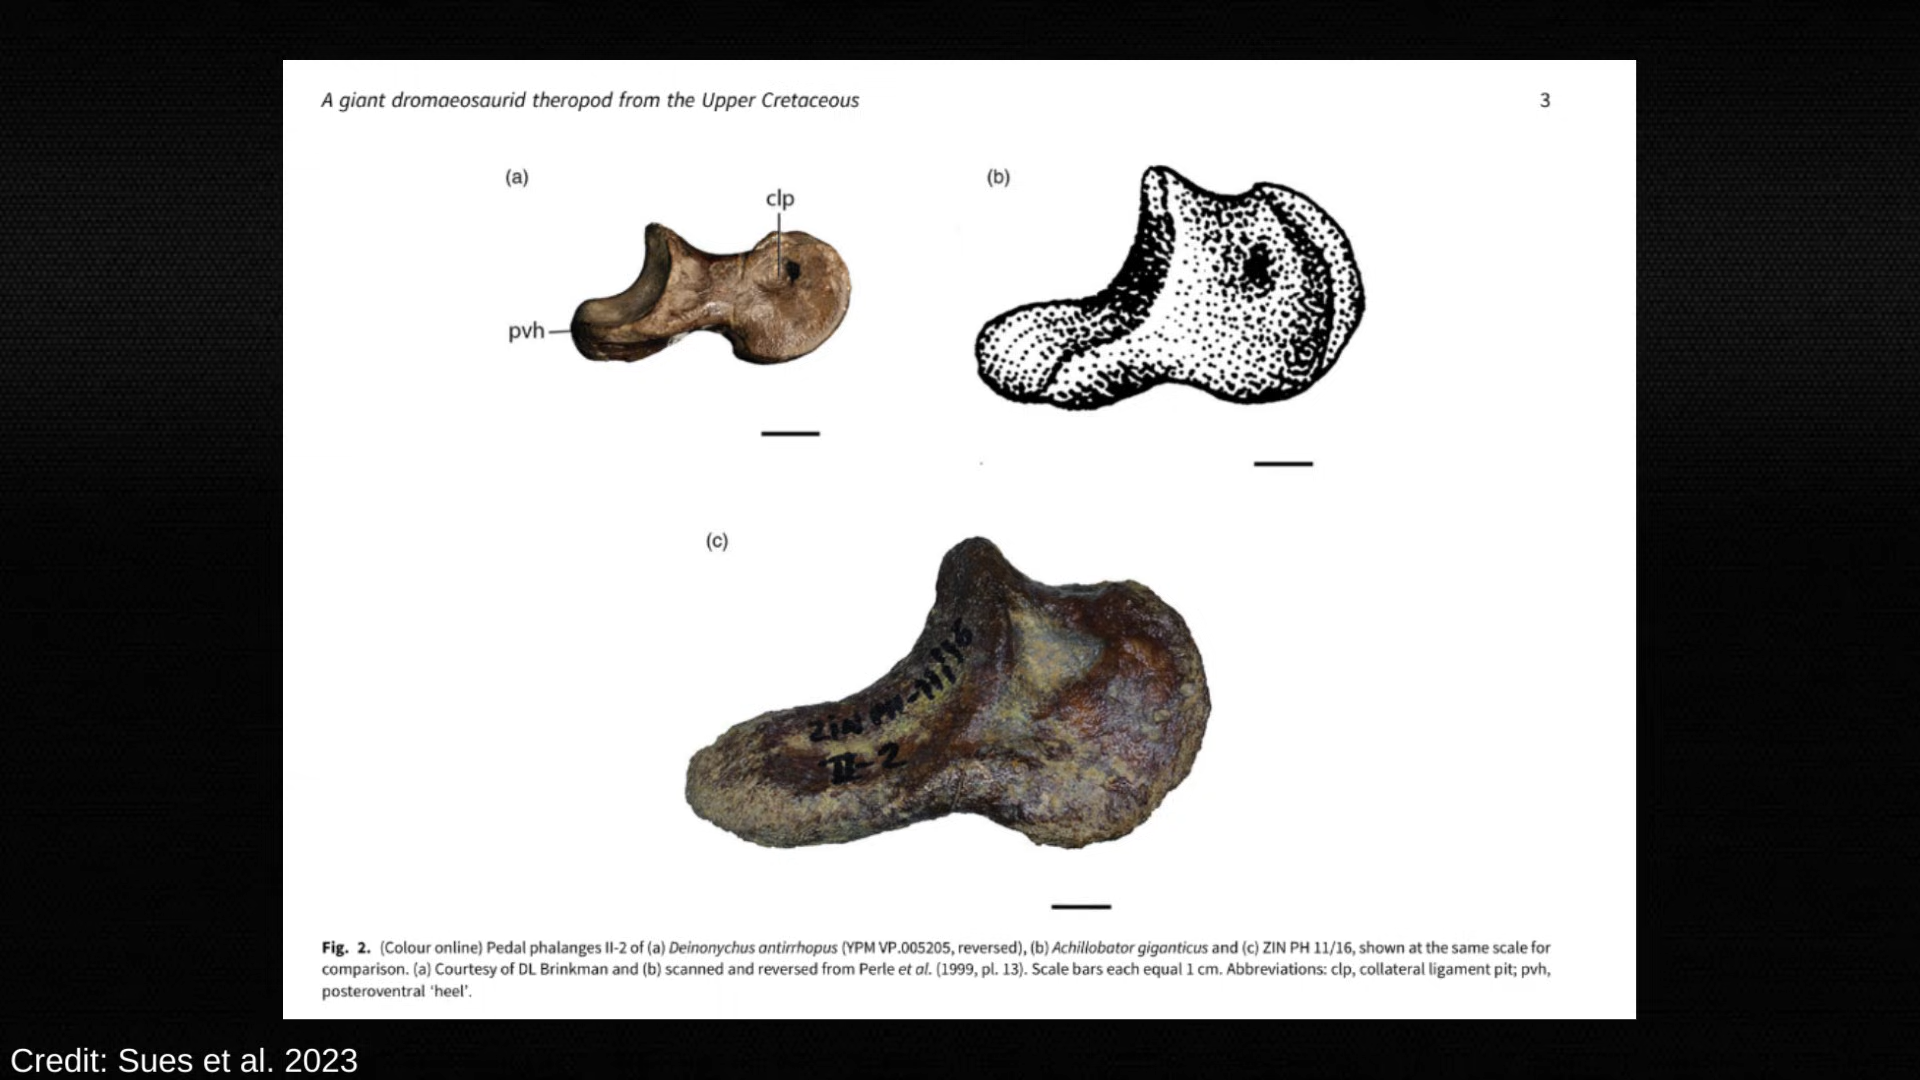 A giant dromaeosaurid theropod from the Upper Cretaceous 3
(a)
clp
pvh
(b)
(c)
ZIN PH-11/16
II-2
Fig. 2. (Colour online) Pedal phalanges II-2 of (a) Deinonychus antirrhopus (YPM VP.005205, reversed), (b) Achillobator giganticus and (c) ZIN PH 11/16, shown at the same scale for
comparison. (a) Courtesy of DL Brinkman and (b) scanned and reversed from Perle et al. (1999, pl. 13). Scale bars each equal 1 cm. Abbreviations: clp, collateral ligament pit; pvh,
posteroventral ‘heel’.
Credit: Sues et al. 2023